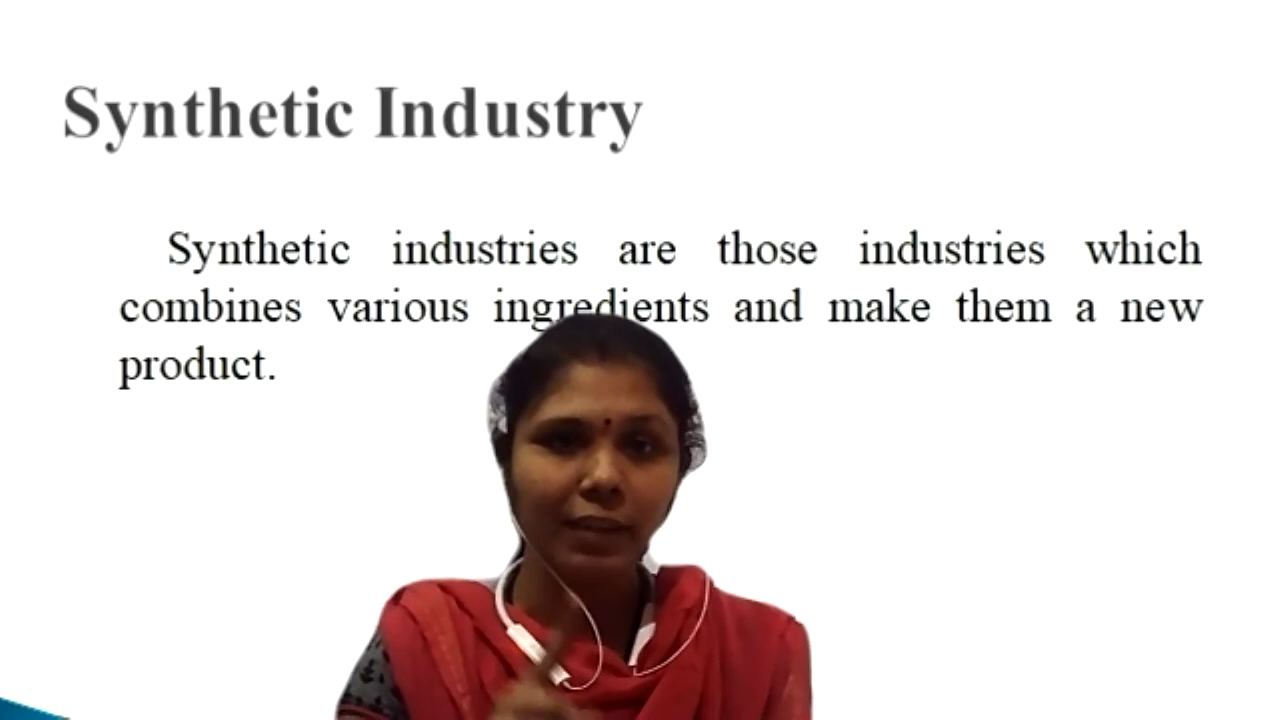 Synthetic Industry
Synthetic industries are those industries which
combines various ingredients and make them a new
product.